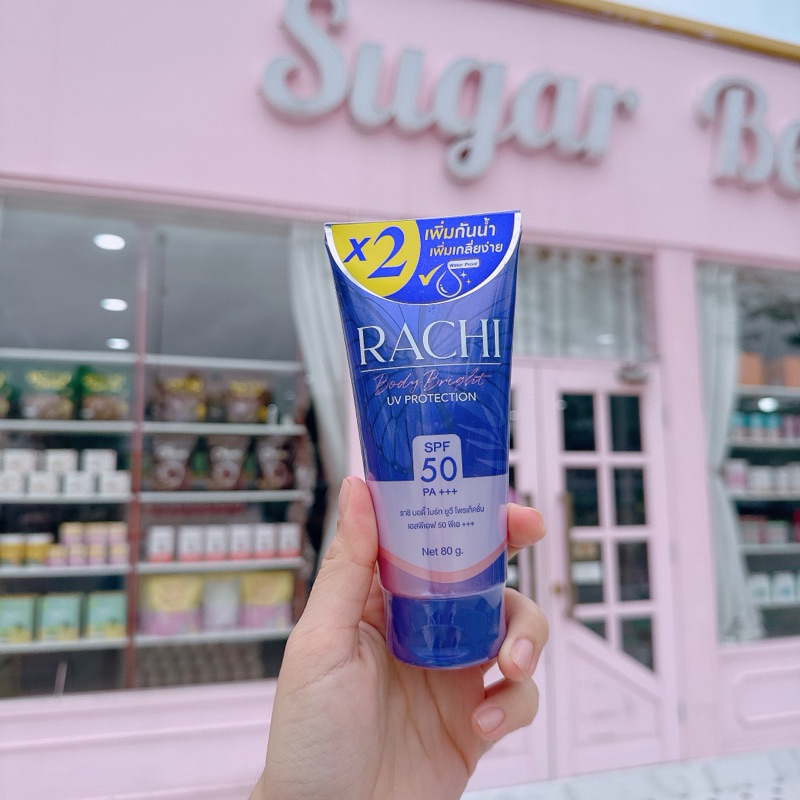 Sugar Be
x2
เพิ่มกันน้ำ
เพิ่มเกลี่ยง่าย
Water Proof
RACHI
Body Bright
UV PROTECTION
SPF
50
PA +++
ราชิ บอดี้ ไบร์ท ยูวี โพรเท็คชั่น
เอสพีเอฟ 50 พีเอ +++
Net 80 g.